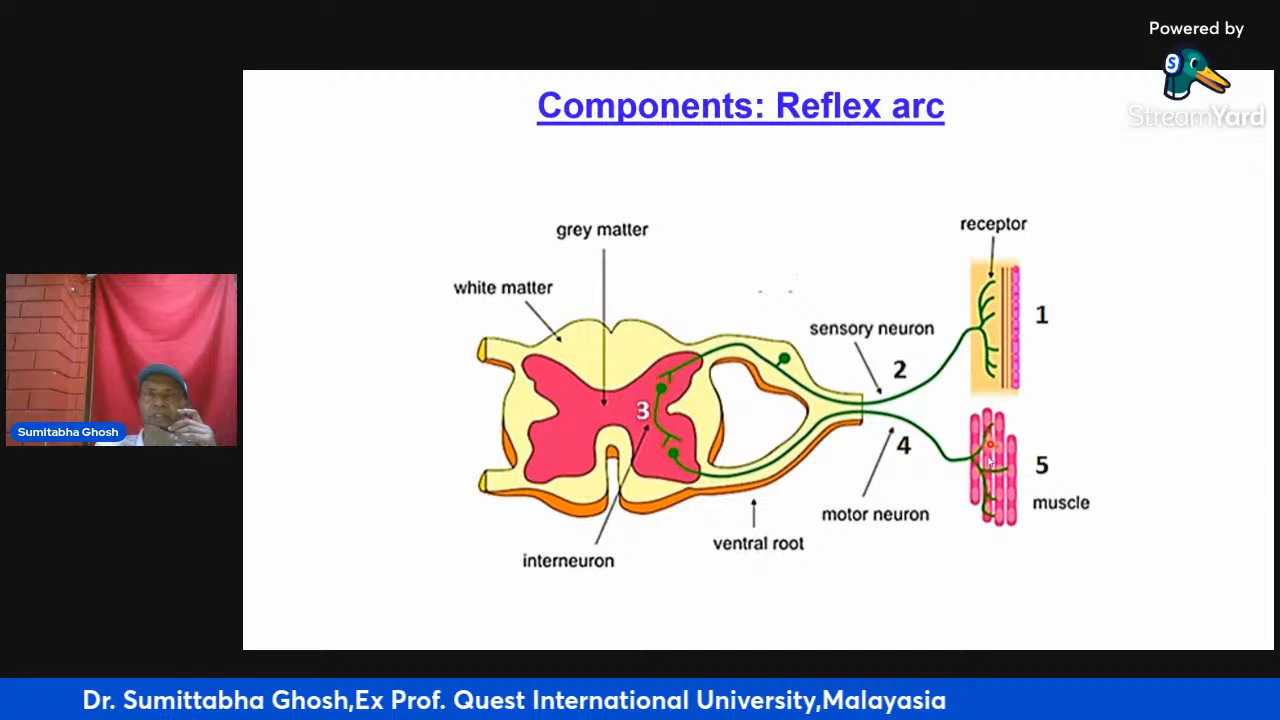 Powered by
S
StreamYard
Components: Reflex arc
grey matter
receptor
white matter
1
sensory neuron
2
3
4
5
muscle
motor neuron
ventral root
interneuron
Sumitabha Ghosh
Dr. Sumittabha Ghosh,Ex Prof. Quest International University,Malayasia